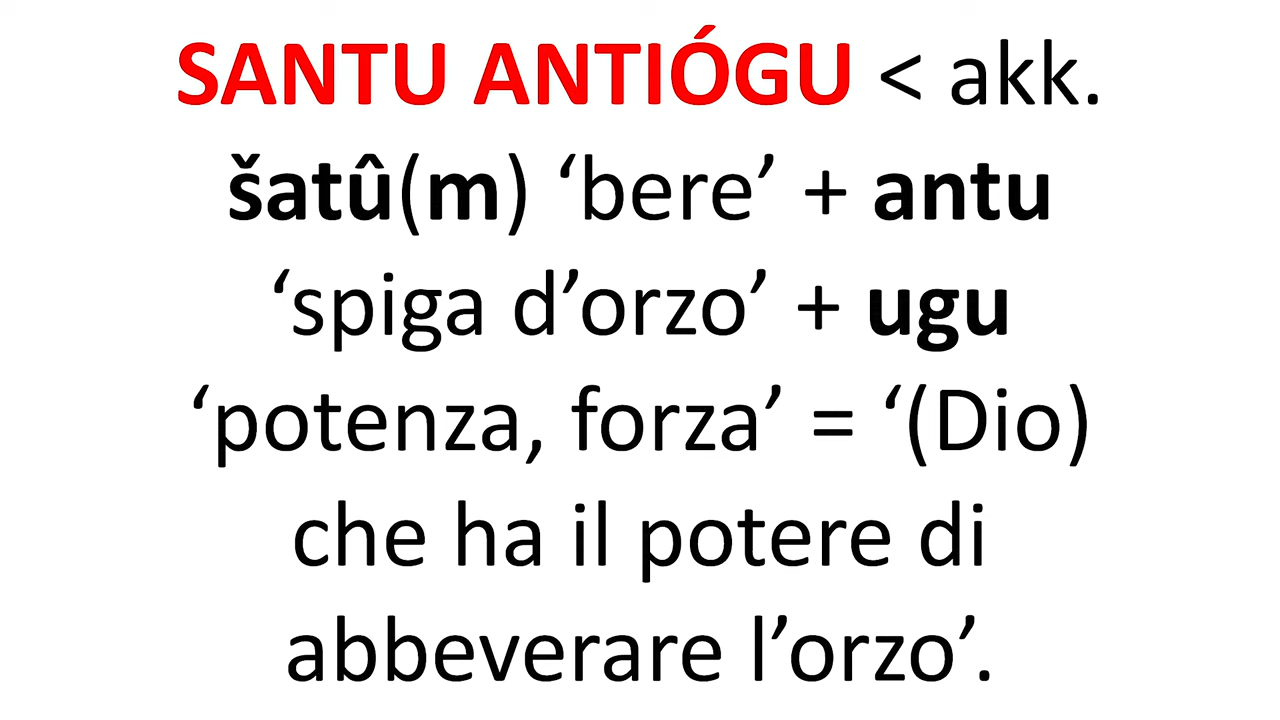 SANTU ANTIÓGU < akk.
šatû(m) ‘bere’ + antu
‘spiga d’orzo’ + ugu
‘potenza, forza’ = ‘(Dio)
che ha il potere di
abbeverare l’orzo’.